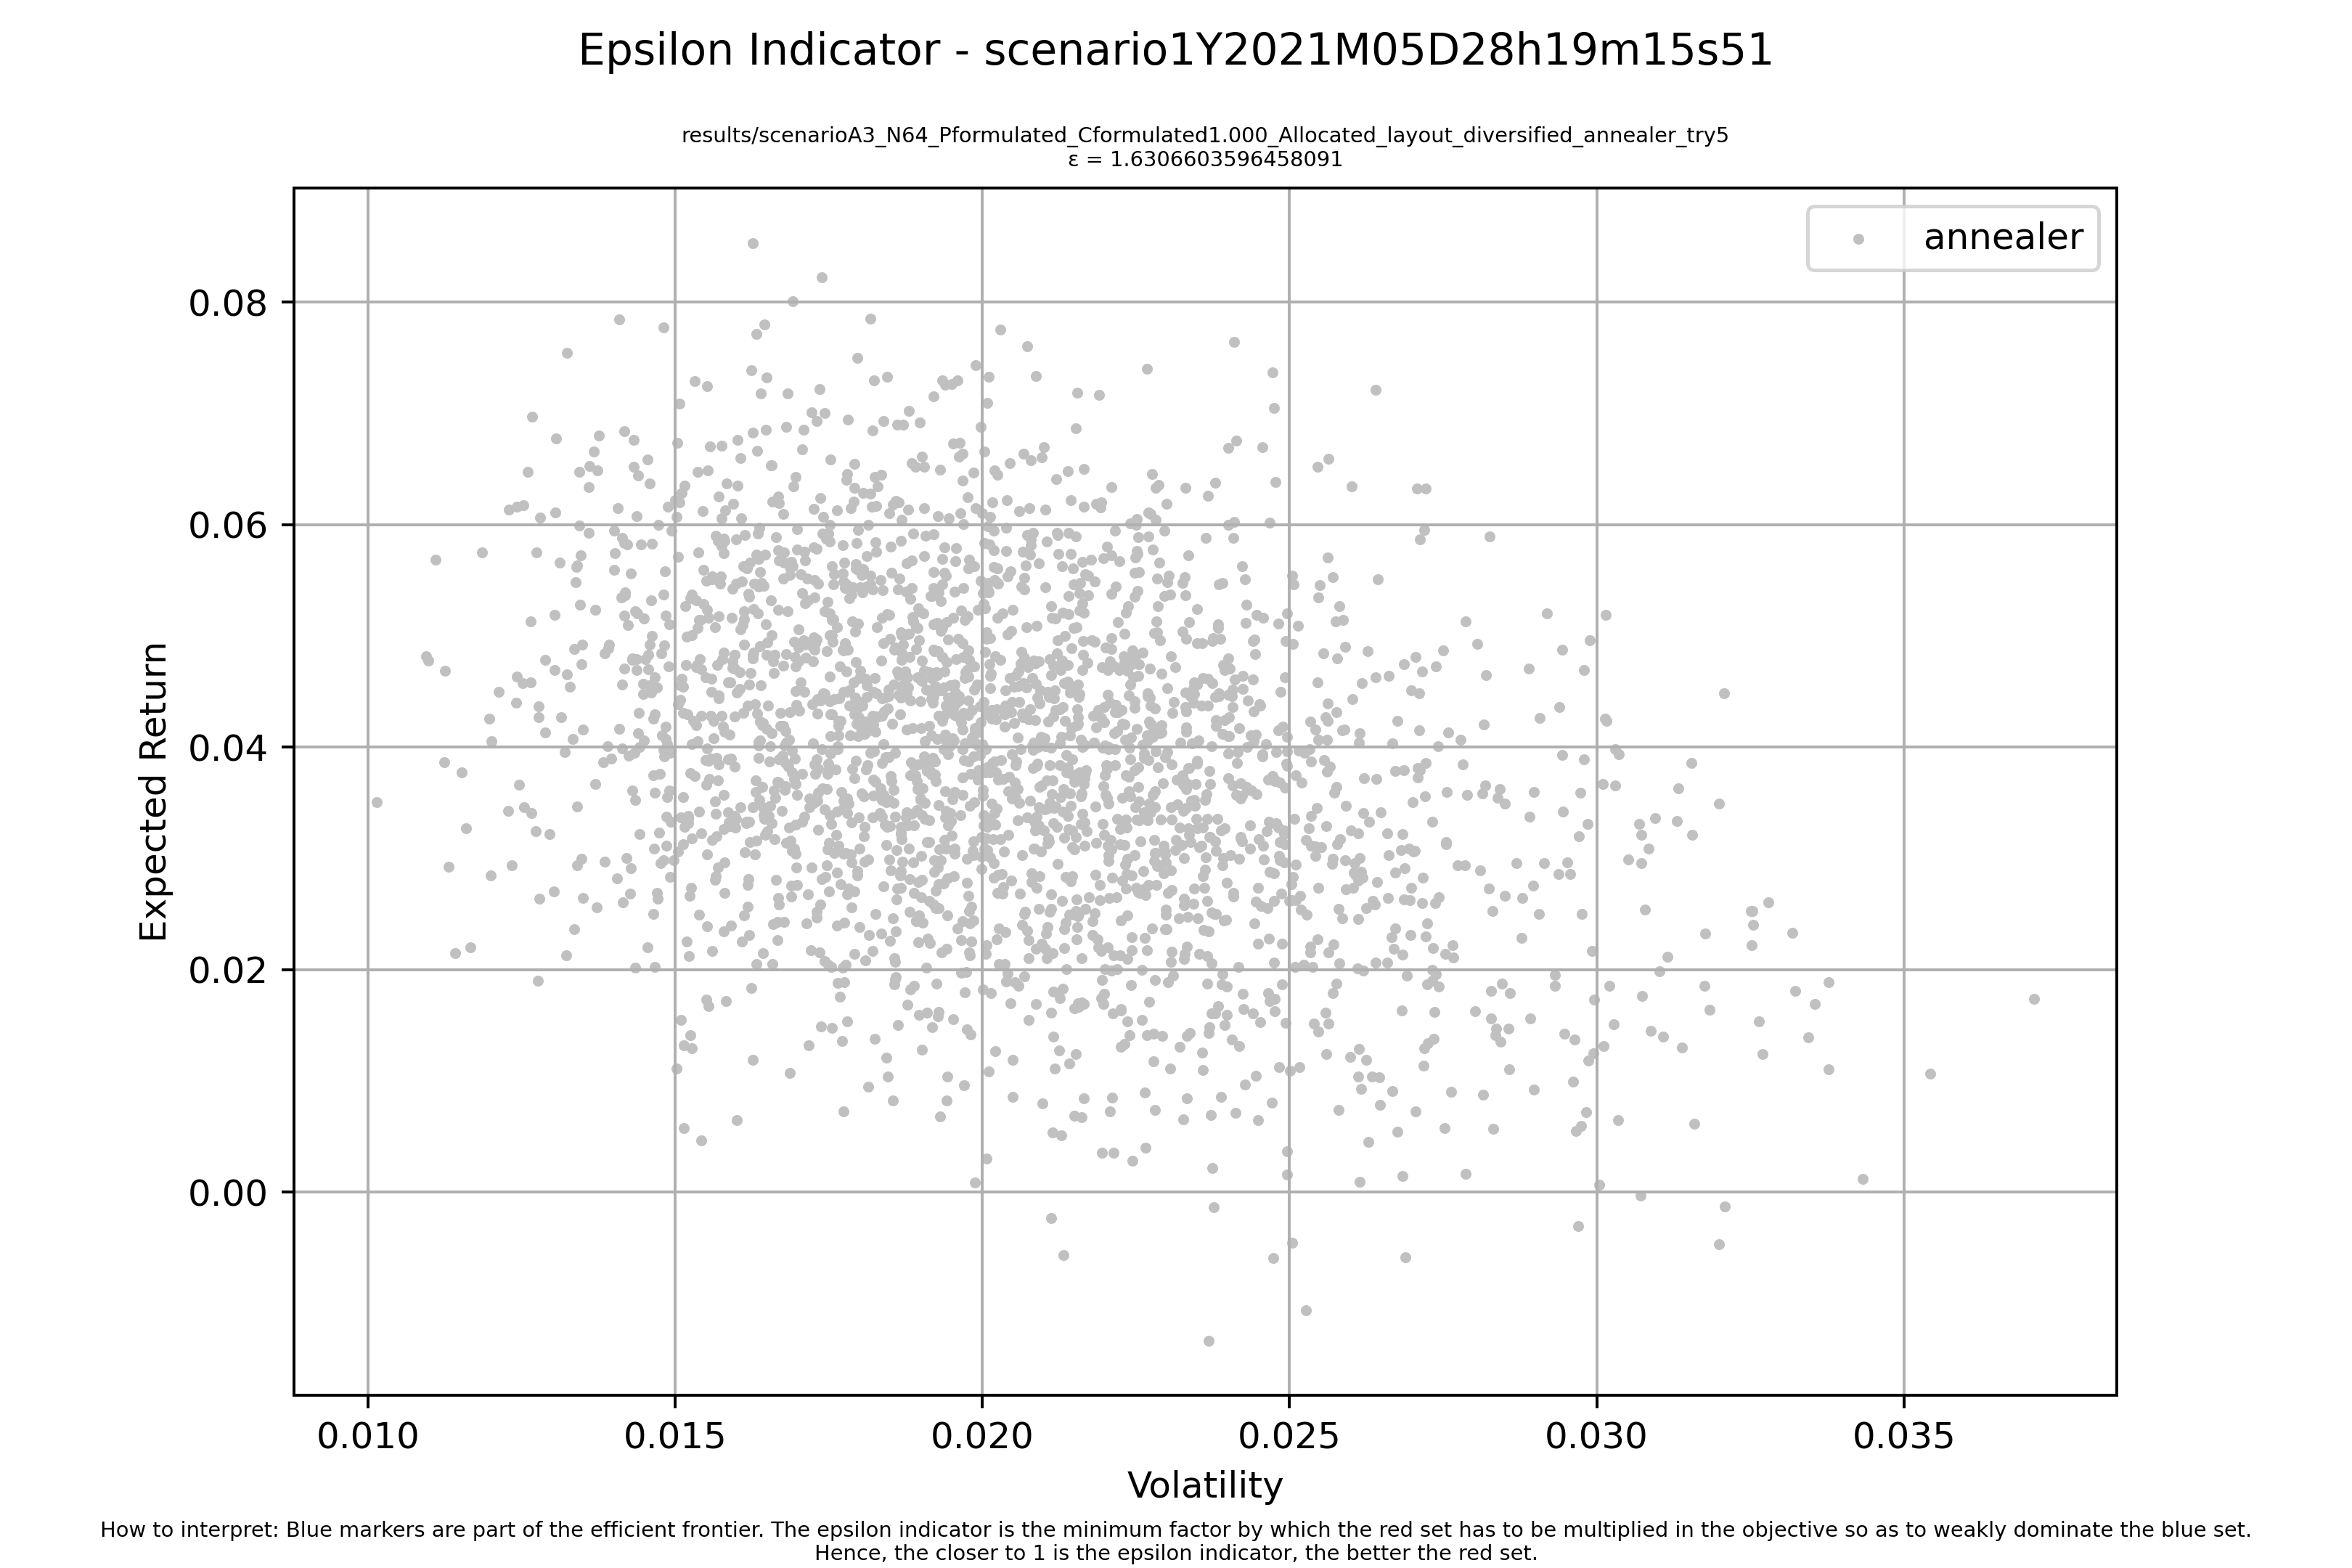 Epsilon Indicator - scenario1Y2021M05D28h19m15s51
results/scenarioA3_N64_Pformulated_Cformulated1.000_Allocated_layout_diversified_annealer_try5
ε = 1.6306603596458091
annealer
0.08
0.06
0.04
0.02
0.00
Expected Return
0.010 0.015 0.020 0.025 0.030 0.035
Volatility
How to interpret: Blue markers are part of the efficient frontier. The epsilon indicator is the minimum factor by which the red set has to be multiplied in the objective so as to weakly dominate the blue set.
Hence, the closer to 1 is the epsilon indicator, the better the red set.